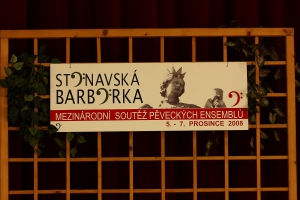 STONAVSKÁ
BARBORKA
MEZINÁRODNÍ SOUTĚŽ PĚVECKÝCH ENSEMBLŮ
5. - 7. PROSINCE 2008